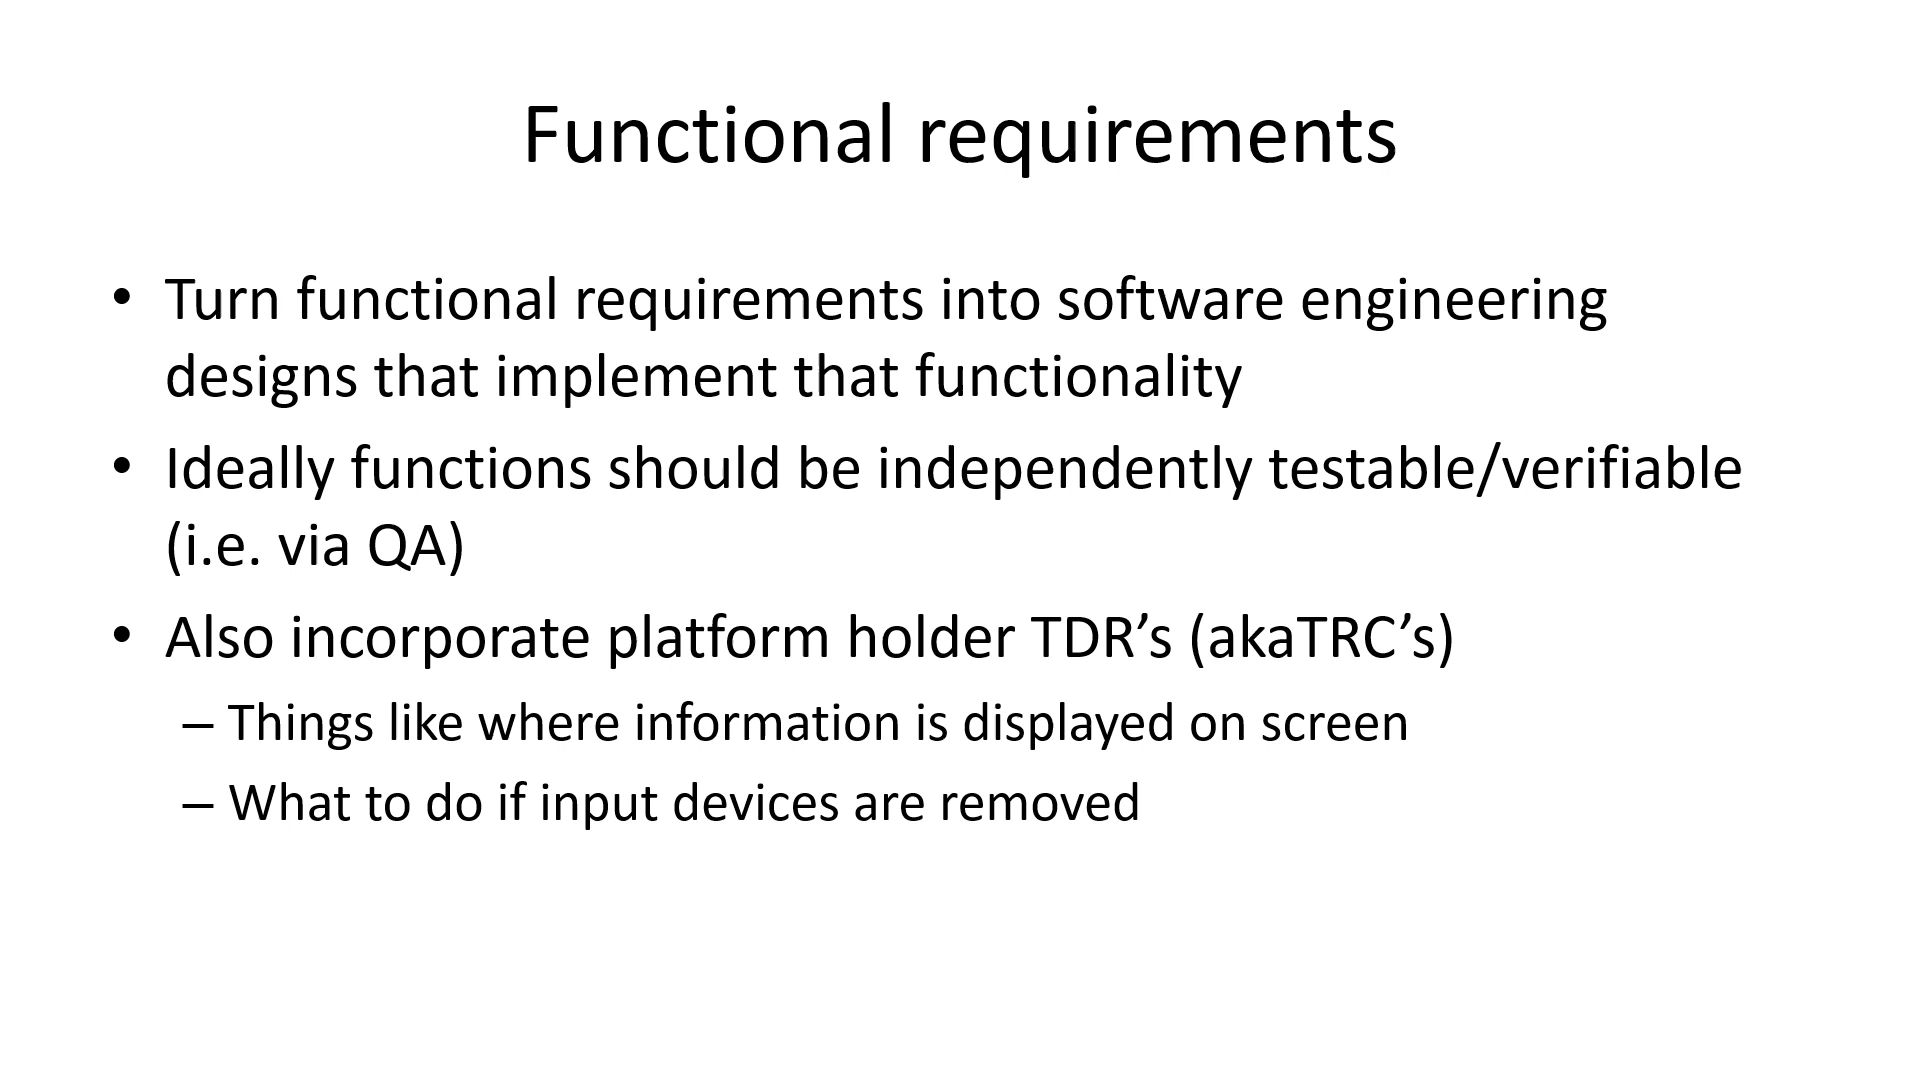 Functional requirements
• Turn functional requirements into software engineering
designs that implement that functionality
• Ideally functions should be independently testable/verifiable
(i.e. via QA)
• Also incorporate platform holder TDR’s (akaTRC’s)
– Things like where information is displayed on screen
– What to do if input devices are removed